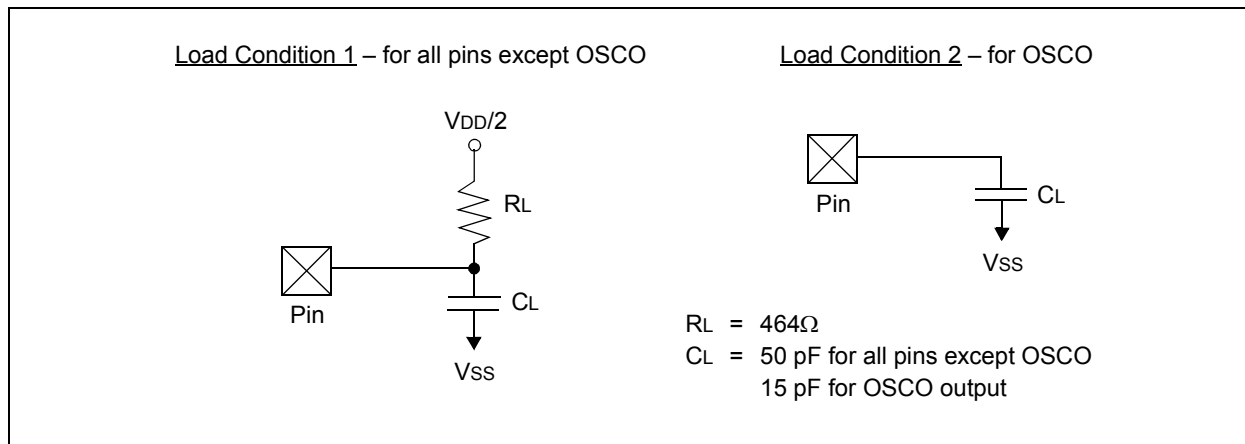 Load Condition 1 – for all pins except OSCO
VDD/2
RL
Pin
CL
VSS
Load Condition 2 – for OSCO
Pin
CL
VSS
RL = 464Ω
CL = 50 pF for all pins except OSCO
15 pF for OSCO output